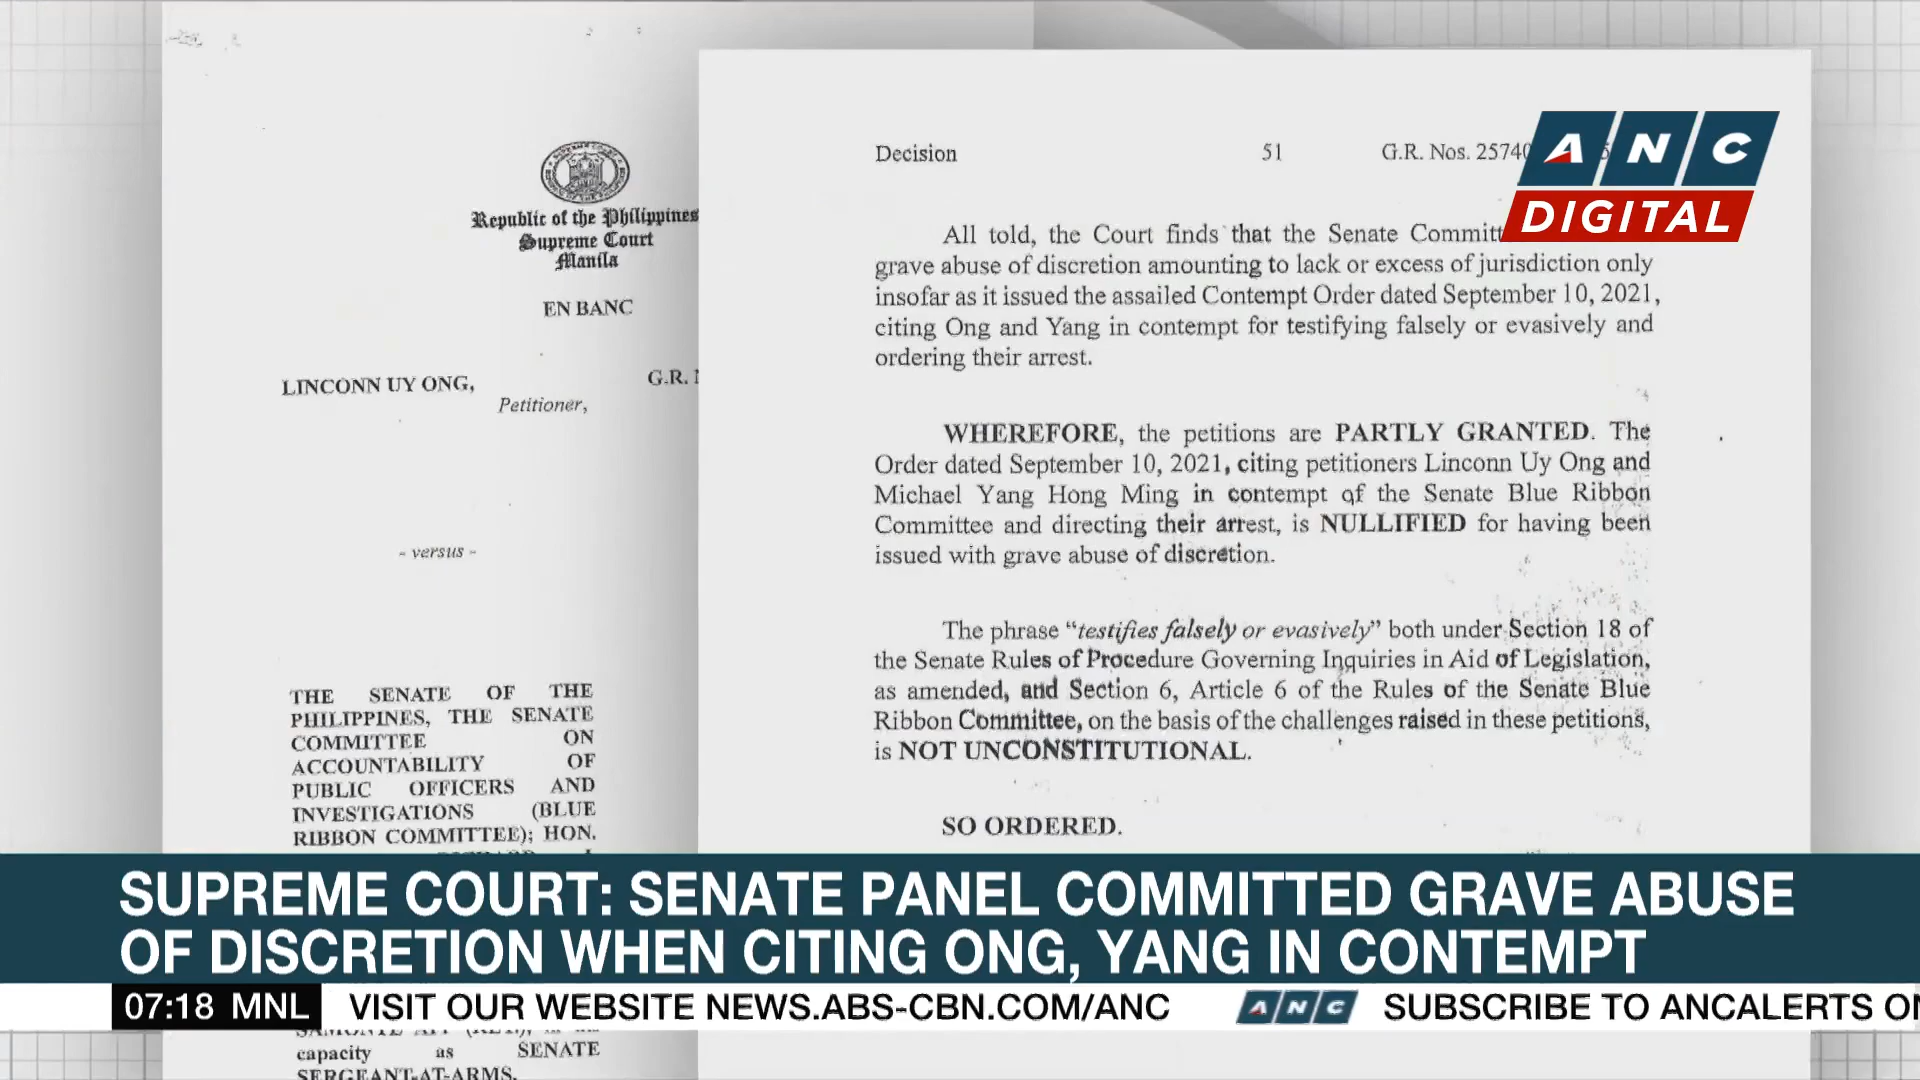 Republic of the Philippines
Supreme Court
Manila
EN BANC
LINCONN UY ONG,
Petitioner,
G.R.
- versus -
THE SENATE OF THE
PHILIPPINES, THE SENATE
COMMITTEE ON
ACCOUNTABILITY OF
PUBLIC OFFICERS AND
INVESTIGATIONS (BLUE
RIBBON COMMITTEE); HON.
capacity as SENATE
SERGEANT-AT-ARMS,
Decision 51 G.R. Nos. 25740
All told, the Court finds that the Senate
grave abuse of discretion amounting to lack or excess of jurisdiction only
insofar as it issued the assailed Contempt Order dated September 10, 2021,
citing Ong and Yang in contempt for testifying falsely or evasively and
ordering their arrest.
WHEREFORE, the petitions are PARTLY GRANTED. The
Order dated September 10, 2021, citing petitioners Linconn Uy Ong and
Michael Yang Hong Ming in contempt of the Senate Blue Ribbon
Committee and directing their arrest, is NULLIFIED for having been
issued with grave abuse of discretion.
The phrase “testifies falsely or evasively” both under Section 18 of
the Senate Rules of Procedure Governing Inquiries in Aid of Legislation,
as amended, and Section 6, Article 6 of the Rules of the Senate Blue
Ribbon Committee, on the basis of the challenges raised in these petitions,
is NOT UNCONSTITUTIONAL.
SO ORDERED.
ANC
DIGITAL
SUPREME COURT: SENATE PANEL COMMITTED GRAVE ABUSE
OF DISCRETION WHEN CITING ONG, YANG IN CONTEMPT
07:18 MNL VISIT OUR WEBSITE NEWS.ABS-CBN.COM/ANC ANC SUBSCRIBE TO ANCALERTS ON